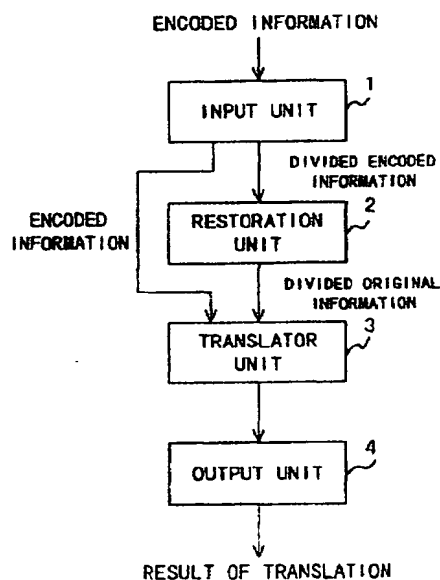 ENCODED INFORMATION
1
INPUT UNIT
DIVIDED ENCODED
INFORMATION
ENCODED
INFORMATION
2
RESTORATION
UNIT
DIVIDED ORIGINAL
INFORMATION
3
TRANSLATOR
UNIT
4
OUTPUT UNIT
RESULT OF TRANSLATION